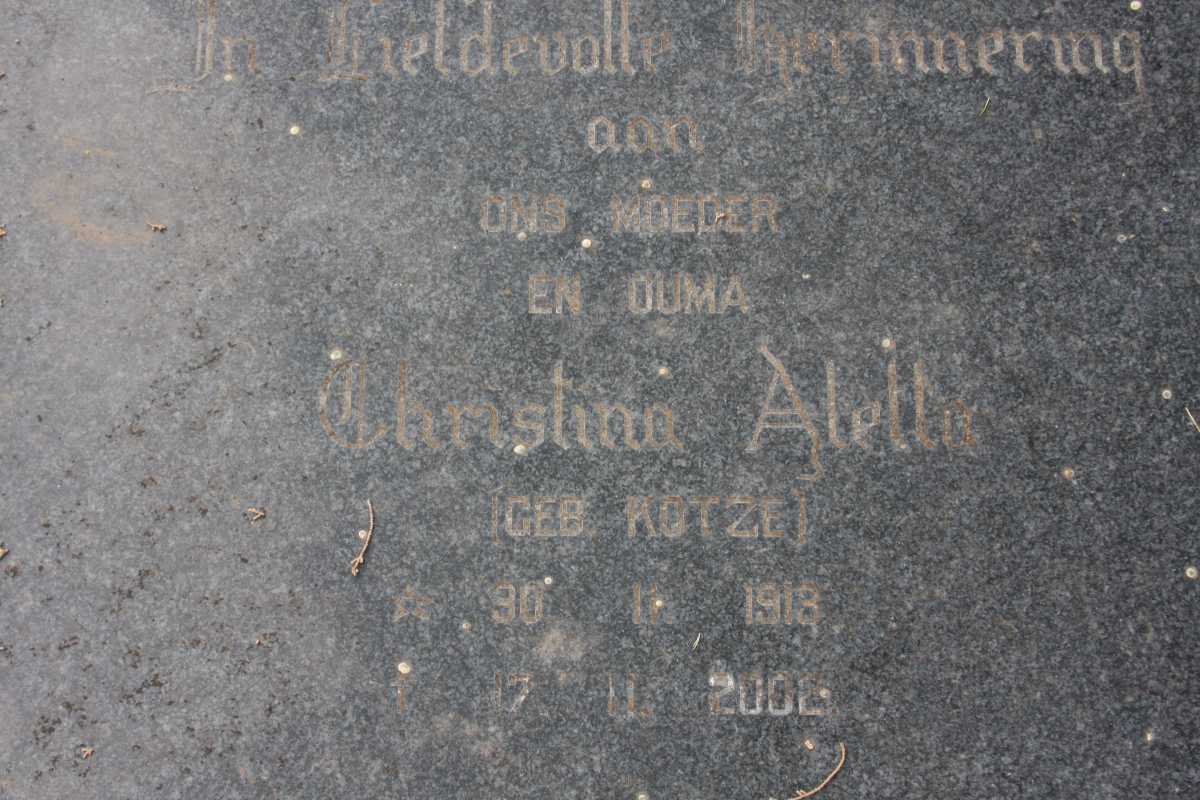 In Liefdevolle Herinnering
aan
ONS MOEDER
EN OUMA
Christina Aletta
(GEB. KOTZE)
☆ 30. 11. 1913
† 17. 11. 2002